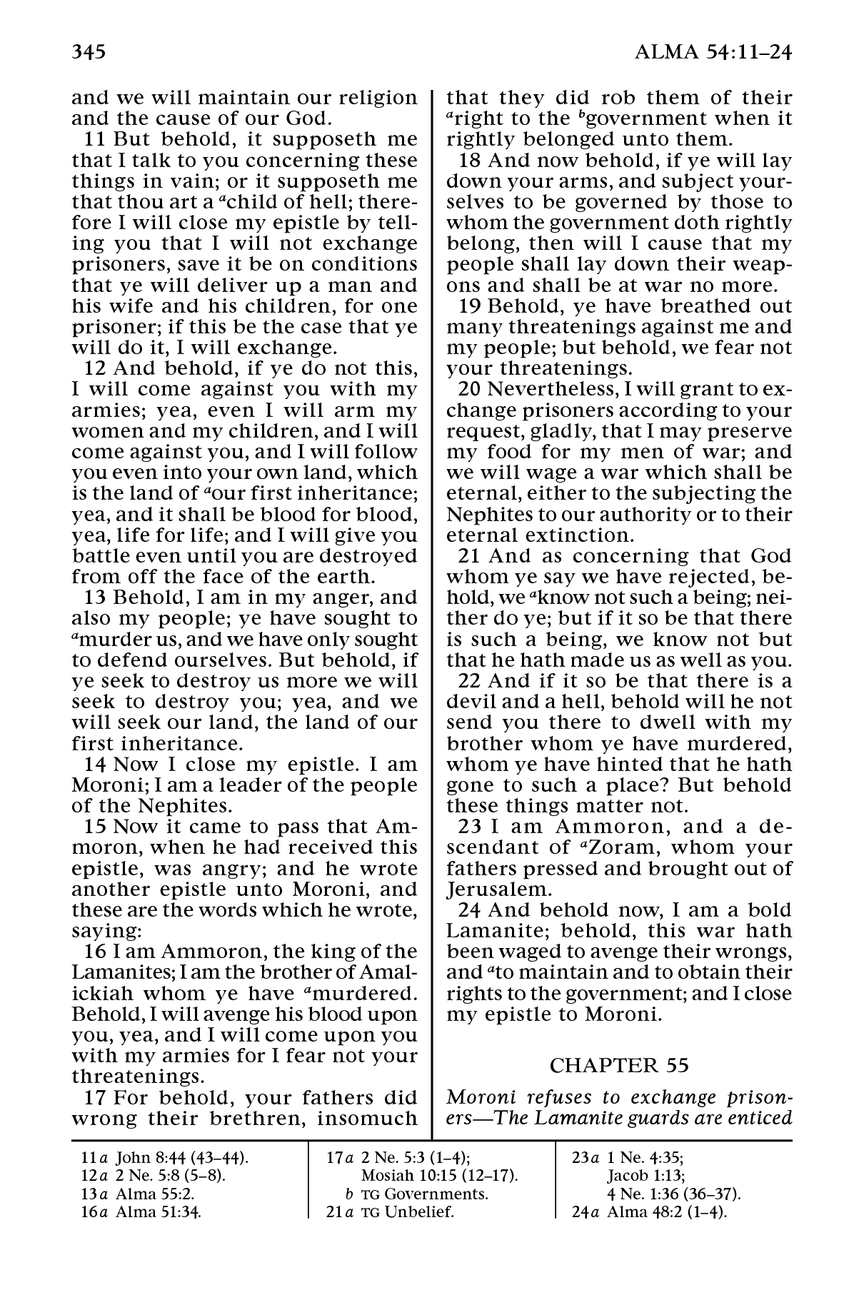 345
ALMA 54:11–24
and we will maintain our religion
and the cause of our God.
11 But behold, it supposeth me
that I talk to you concerning these
things in vain; or it supposeth me
that thou art a achild of hell; there-
fore I will close my epistle by tell-
ing you that I will not exchange
prisoners, save it be on conditions
that ye will deliver up a man and
his wife and his children, for one
prisoner; if this be the case that ye
will do it, I will exchange.
12 And behold, if ye do not this,
I will come against you with my
armies; yea, even I will arm my
women and my children, and I will
come against you, and I will follow
you even into your own land, which
is the land of aour first inheritance;
yea, and it shall be blood for blood,
yea, life for life; and I will give you
battle even until you are destroyed
from off the face of the earth.
13 Behold, I am in my anger, and
also my people; ye have sought to
amurder us, and we have only sought
to defend ourselves. But behold, if
ye seek to destroy us more we will
seek to destroy you; yea, and we
will seek our land, the land of our
first inheritance.
14 Now I close my epistle. I am
Moroni; I am a leader of the people
of the Nephites.
15 Now it came to pass that Am-
moron, when he had received this
epistle, was angry; and he wrote
another epistle unto Moroni, and
these are the words which he wrote,
saying:
16 I am Ammoron, the king of the
Lamanites; I am the brother of Amal-
ickiah whom ye have amurdered.
Behold, I will avenge his blood upon
you, yea, and I will come upon you
with my armies for I fear not your
threatenings.
17 For behold, your fathers did
wrong their brethren, insomuch
that they did rob them of their
aright to the bgovernment when it
rightly belonged unto them.
18 And now behold, if ye will lay
down your arms, and subject your-
selves to be governed by those to
whom the government doth rightly
belong, then will I cause that my
people shall lay down their weap-
ons and shall be at war no more.
19 Behold, ye have breathed out
many threatenings against me and
my people; but behold, we fear not
your threatenings.
20 Nevertheless, I will grant to ex-
change prisoners according to your
request, gladly, that I may preserve
my food for my men of war; and
we will wage a war which shall be
eternal, either to the subjecting the
Nephites to our authority or to their
eternal extinction.
21 And as concerning that God
whom ye say we have rejected, be-
hold, we aknow not such a being; nei-
ther do ye; but if it so be that there
is such a being, we know not but
that he hath made us as well as you.
22 And if it so be that there is a
devil and a hell, behold will he not
send you there to dwell with my
brother whom ye have murdered,
whom ye have hinted that he hath
gone to such a place? But behold
these things matter not.
23 I am Ammoron, and a de-
scendant of aZoram, whom your
fathers pressed and brought out of
Jerusalem.
24 And behold now, I am a bold
Lamanite; behold, this war hath
been waged to avenge their wrongs,
and ato maintain and to obtain their
rights to the government; and I close
my epistle to Moroni.
CHAPTER 55
Moroni refuses to exchange prison-
ers—The Lamanite guards are enticed
11a John 8:44 (43–44).
12a 2 Ne. 5:8 (5–8).
13a Alma 55:2.
16a Alma 51:34.
17a 2 Ne. 5:3 (1–4);
Mosiah 10:15 (12–17).
b TG Governments.
21a TG Unbelief.
23a 1 Ne. 4:35;
Jacob 1:13;
4 Ne. 1:36 (36–37).
24a Alma 48:2 (1–4).